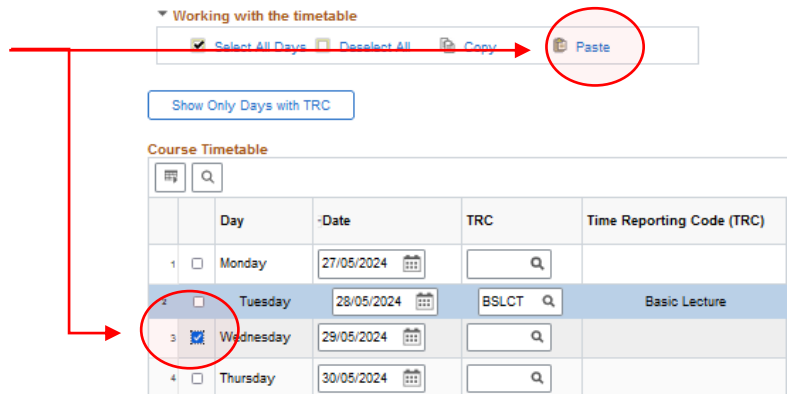 Working with the timetable
Select All Days Deselect All Copy Paste
Show Only Days with TRC
Course Timetable
Day *Date TRC Time Reporting Code (TRC)
1 Monday 27/05/2024
2 Tuesday 28/05/2024 BSLCT Basic Lecture
3 Wednesday 29/05/2024
4 Thursday 30/05/2024